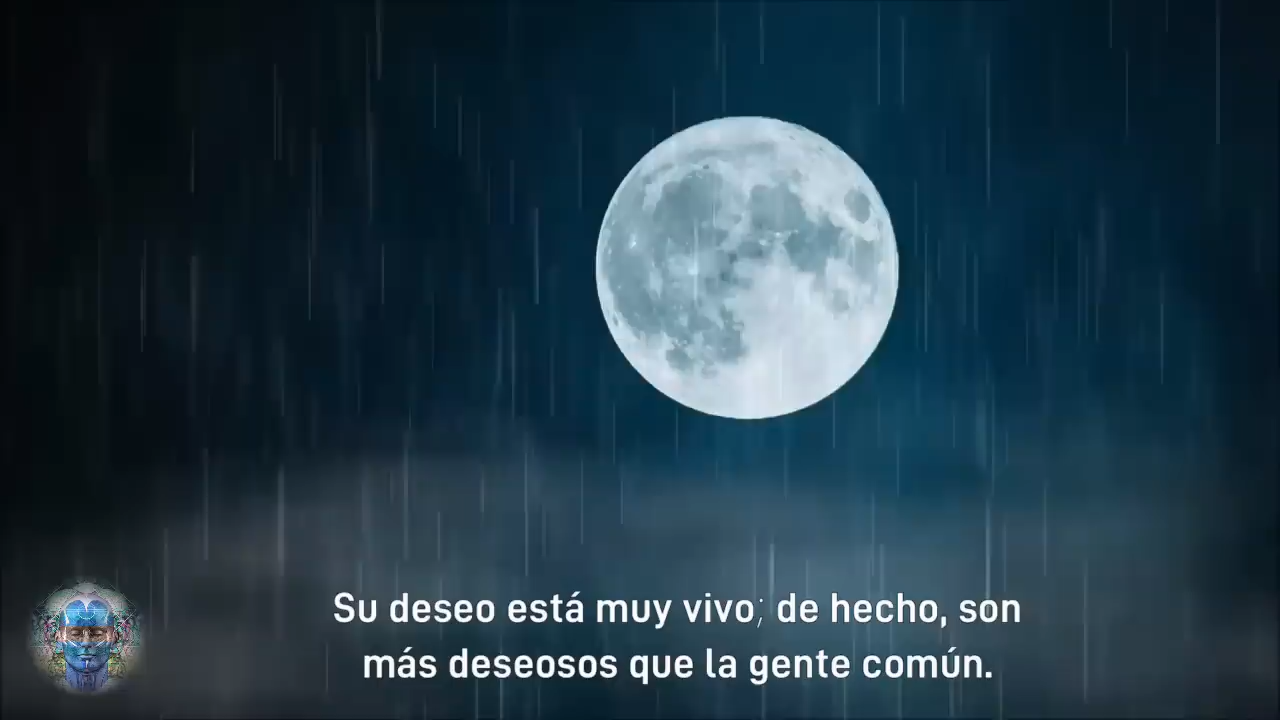 Su deseo está muy vivo; de hecho, son
más deseosos que la gente común.